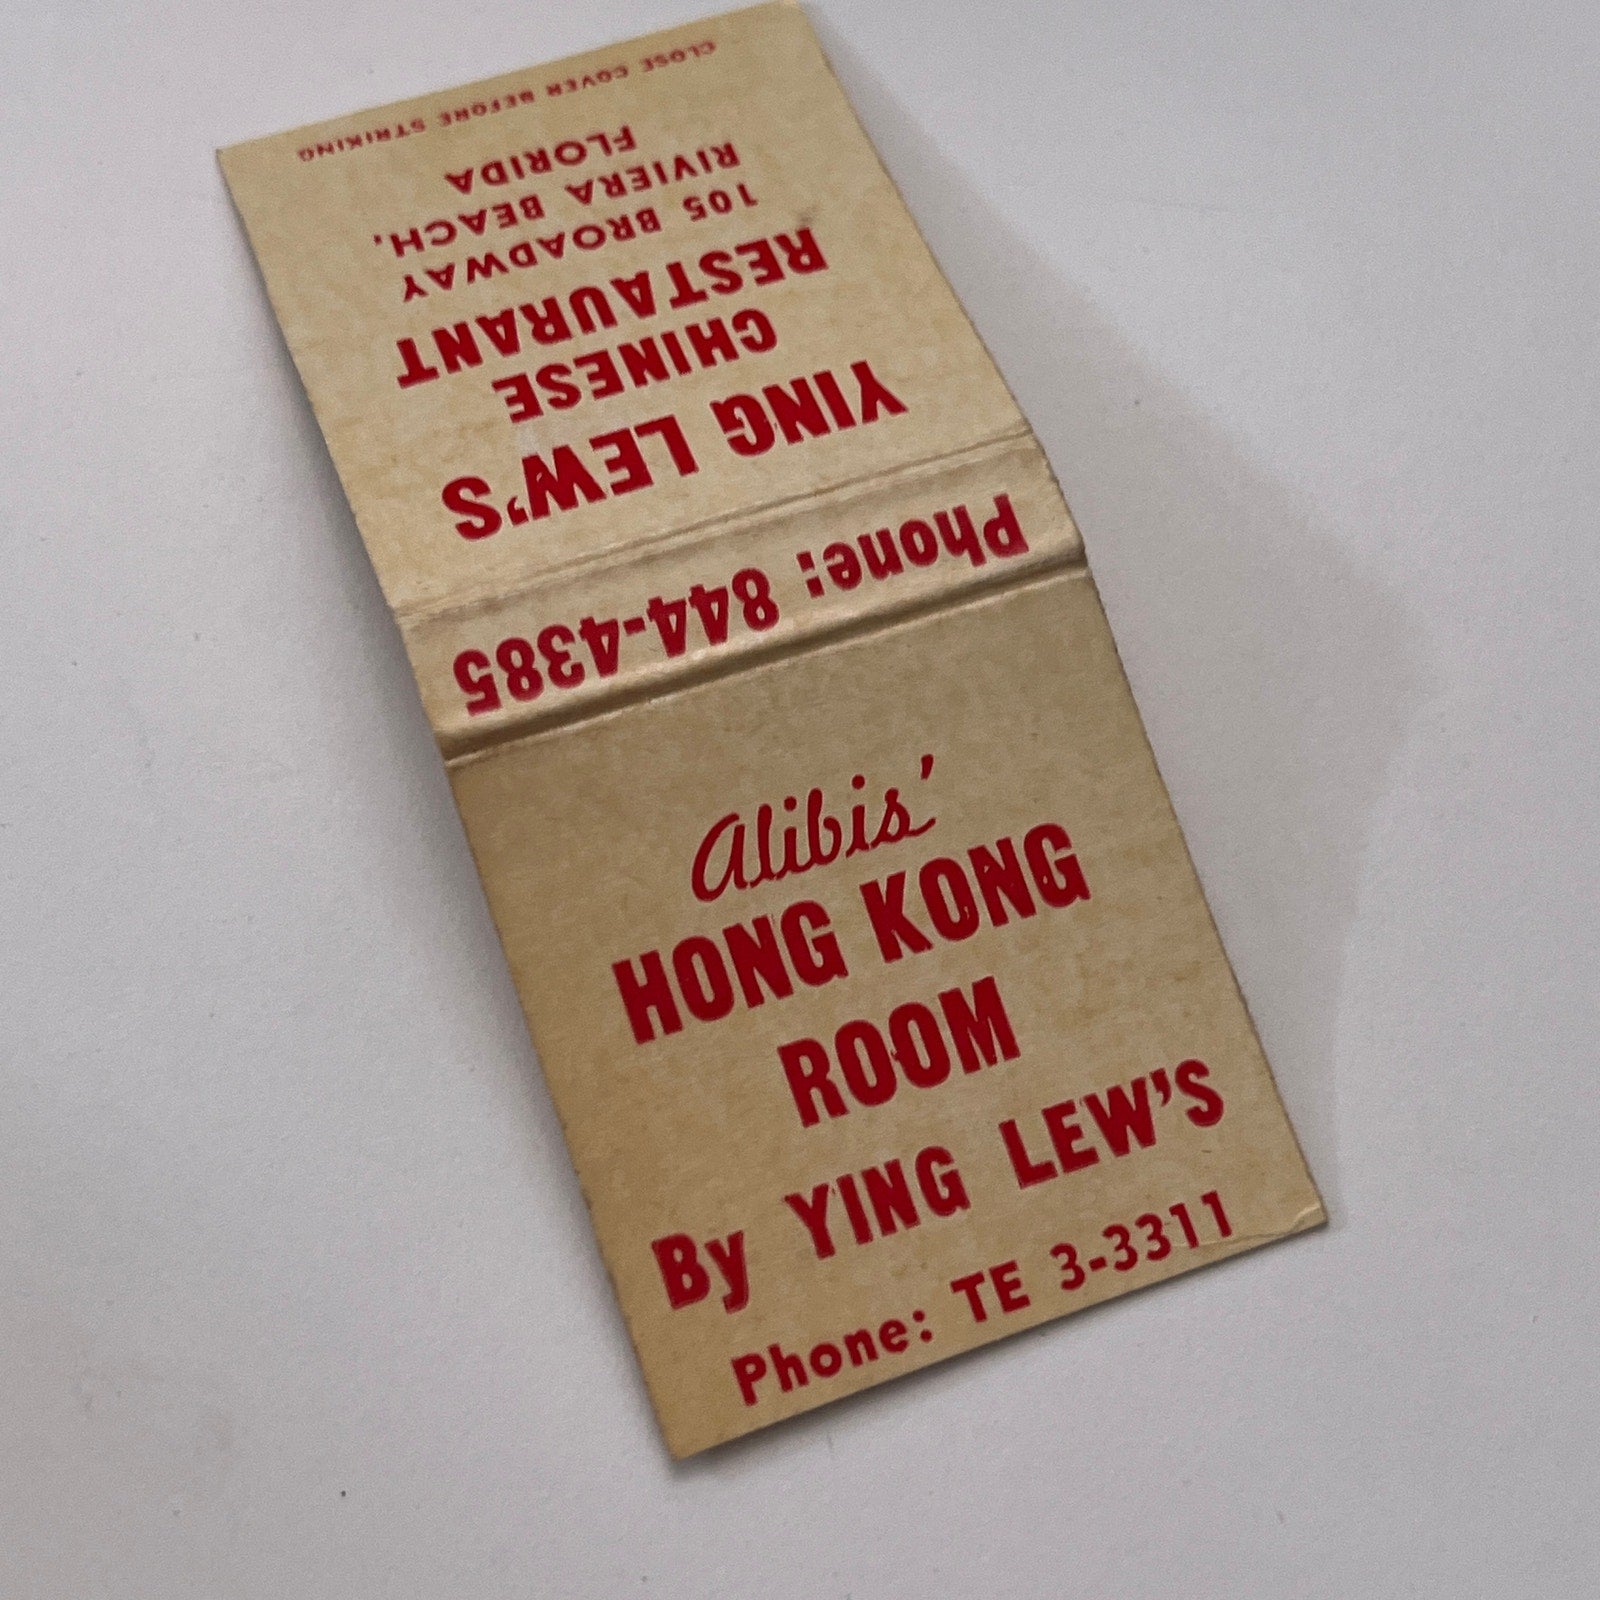 YING LEW'S
CHINESE
RESTAURANT
105 BROADWAY
RIVIERA BEACH,
FLORIDA
CLOSE COVER BEFORE STRIKING
Phone: 844-4385
Alibis'
HONG KONG
ROOM
By YING LEW'S
Phone: TE 3-3311